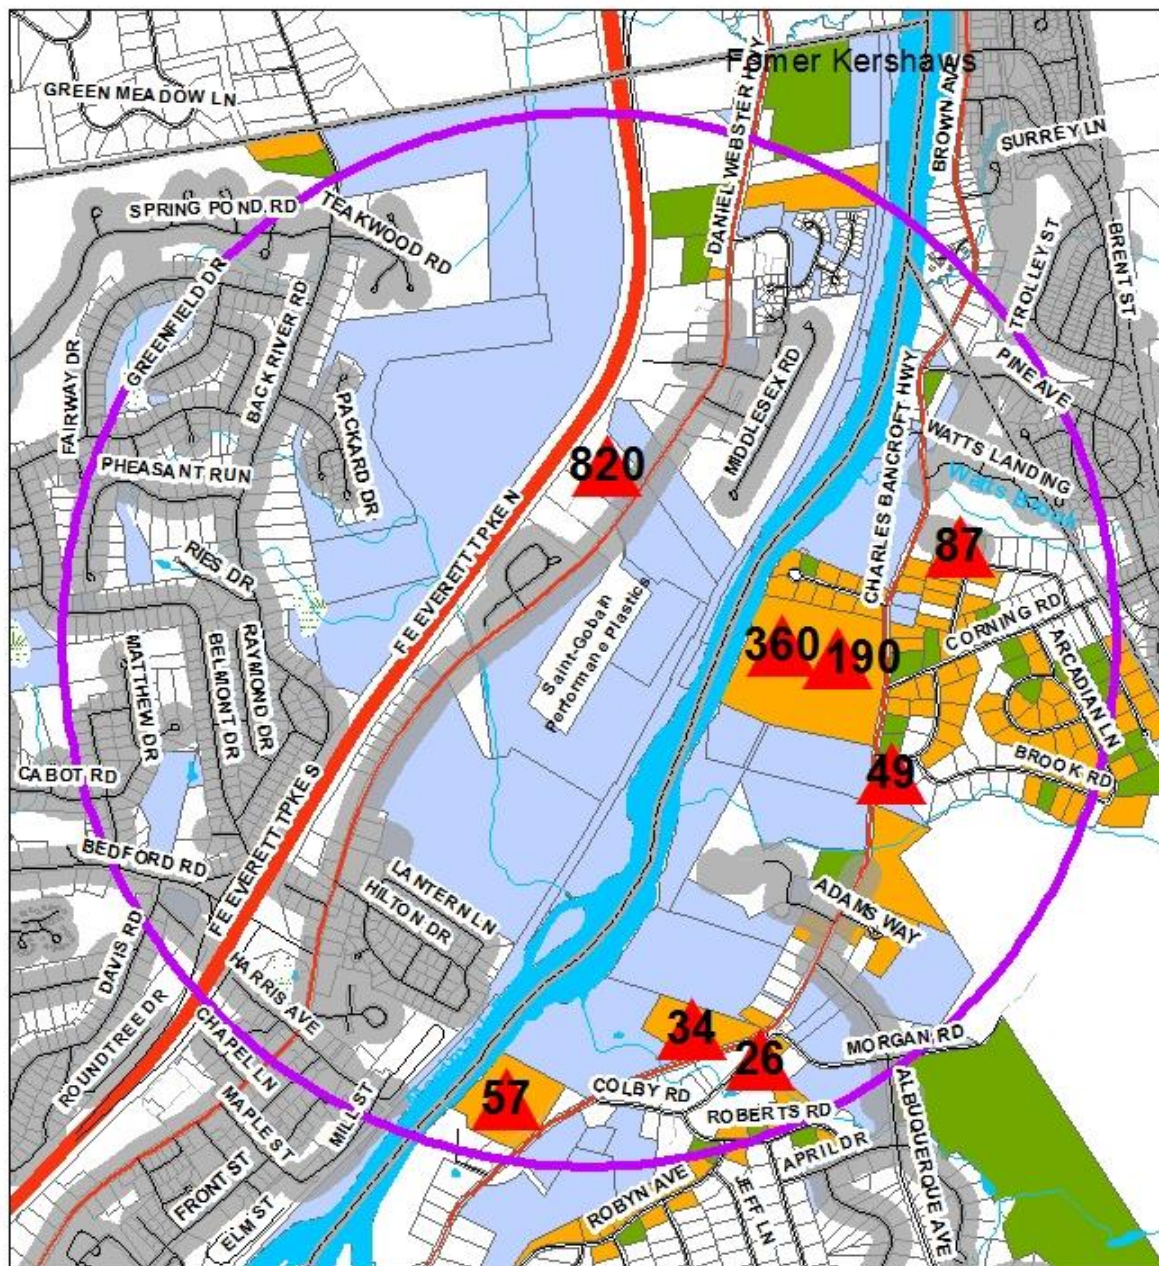 Fomer Kershaws
GREEN MEADOW LN
DANIEL WEBSTER HWY
BROWN AVE
SURREY LN
SPRING POND RD
TEAKWOOD RD
TROLLEY ST
BRENT ST
GREENFIELD DR
BACK RIVER RD
FAIRWAY DR
PINE AVE
PACKARD DR
MIDDLESEX RD
CHARLES BANCROFT HWY
PHEASANT RUN
820
WATTS LANDING
Watts Brook
F E EVERETT TPKE N
87
RIES DR
CORNING RD
Saint-Gobain
Performane Plastics
360
190
ARCADIAN LN
MATTHEW DR
BELMONT DR
RAYMOND DR
CABOT RD
49
BROOK RD
BEDFORD RD
F E EVERETT TPKE S
LANTERN LN
HILTON DR
ADAMS WAY
DAVIS RD
HARRIS AVE
ROUNDTREE DR
CHAPEL LN
34
26
MORGAN RD
57
COLBY RD
ROBERTS RD
ALBUQUERQUE AVE
MAPLE ST
MILL ST
APRIL DR
FRONT ST
ELM ST
ROBYN AVE
JEFF LN